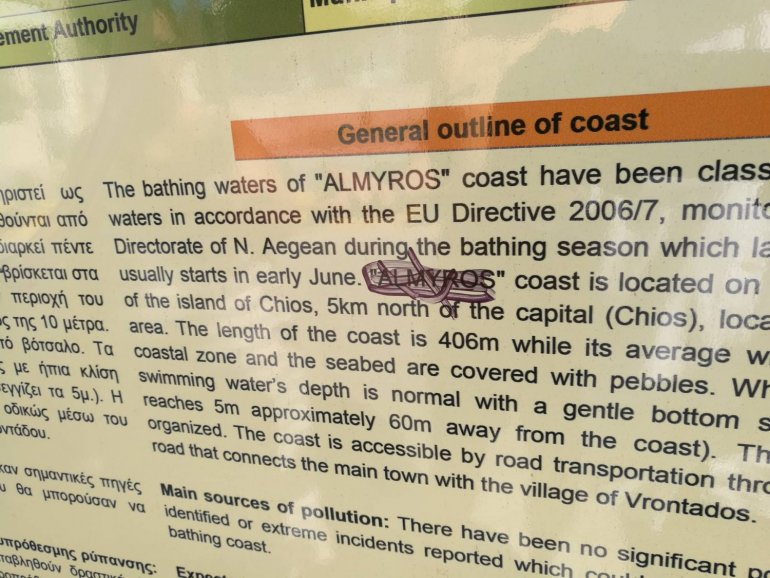 ement Authority
General outline of coast
ηριστεί ως
θούνται από
διαρκεί πέντε
βρίσκεται στα
περιοχή του
ς της 10 μέτρα.
τό βότσαλο. Τα
ς με ήπια κλίση
εγγίζει τα 5μ.). Η
οδικώς μέσω του
οντάδου.
καν σημαντικές πηγές
υ θα μπορούσαν να
υπρόθεσμης ρύπανσης:
The bathing waters of "ALMYROS" coast have been class
waters in accordance with the EU Directive 2006/7, monito
Directorate of N. Aegean during the bathing season which la
usually starts in early June. "ALMYROS" coast is located on
of the island of Chios, 5km north of the capital (Chios), loca
area. The length of the coast is 406m while its average w
coastal zone and the seabed are covered with pebbles. Wh
swimming water's depth is normal with a gentle bottom s
reaches 5m approximately 60m away from the coast). Th
organized. The coast is accessible by road transportation thro
road that connects the main town with the village of Vrontados.
Main sources of pollution: There have been no significant po
identified or extreme incidents reported which coul
bathing coast.